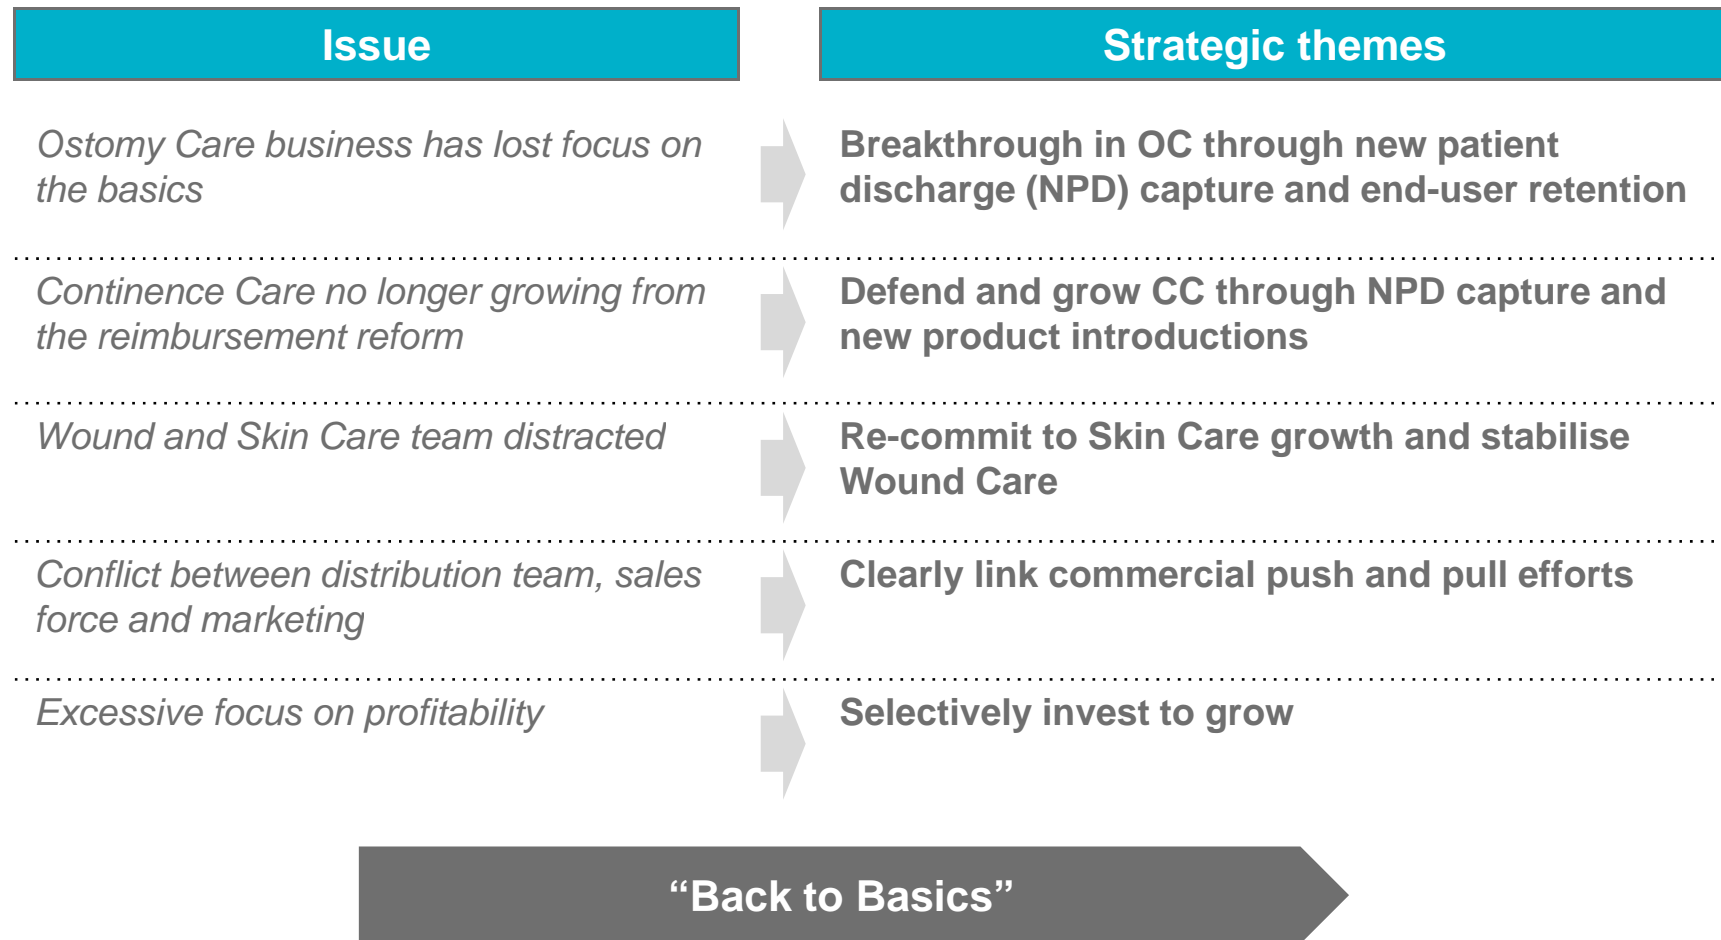 Issue
Strategic themes
Ostomy Care business has lost focus on
the basics
Breakthrough in OC through new patient
discharge (NPD) capture and end-user retention
Continence Care no longer growing from
the reimbursement reform
Defend and grow CC through NPD capture and
new product introductions
Wound and Skin Care team distracted
Re-commit to Skin Care growth and stabilise
Wound Care
Conflict between distribution team, sales
force and marketing
Clearly link commercial push and pull efforts
Excessive focus on profitability
Selectively invest to grow
“Back to Basics”